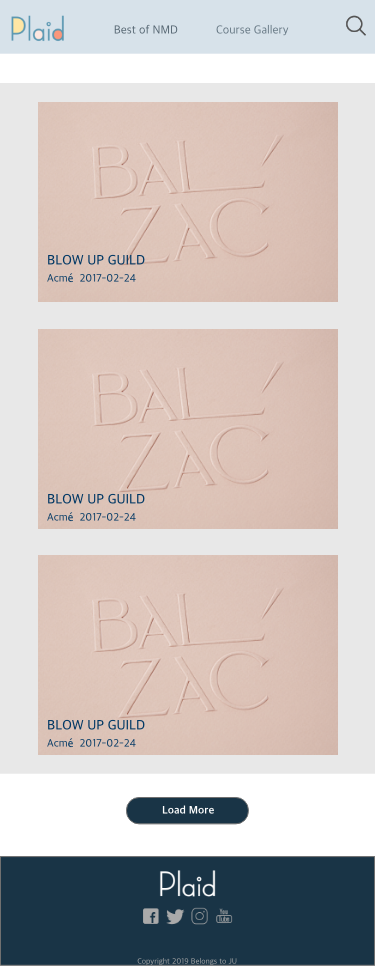 Plaid
Best of NMD
Course Gallery
BAL
ZAC
BLOW UP GUILD
Acmé 2017-02-24
BAL
ZAC
BLOW UP GUILD
Acmé 2017-02-24
BAL
ZAC
BLOW UP GUILD
Acmé 2017-02-24
Load More
Plaid
You
Tube
Copyright 2019 Belongs to JU